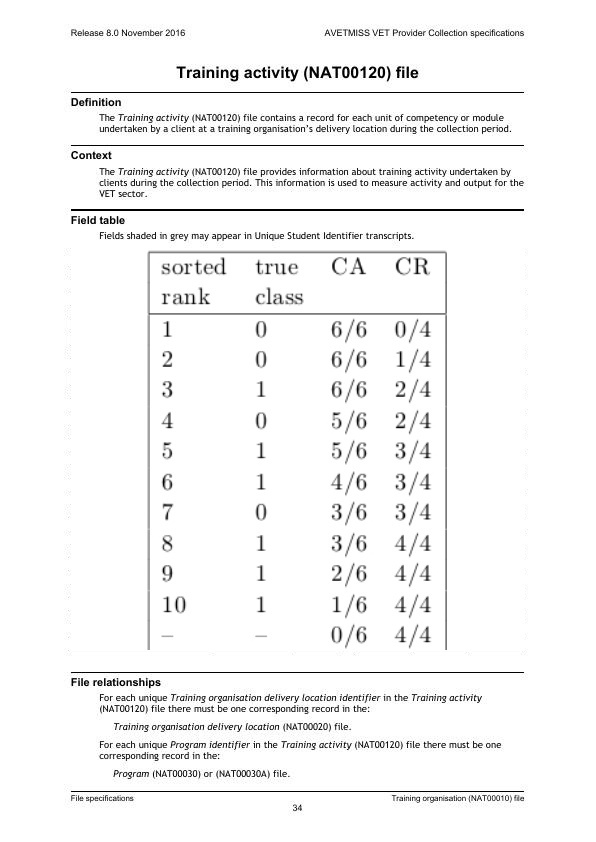 Release 8.0 November 2016
AVETMISS VET Provider Collection specifications
Training activity (NAT00120) file
Definition
The Training activity (NAT00120) file contains a record for each unit of competency or module
undertaken by a client at a training organisation's delivery location during the collection period.
Context
The Training activity (NAT00120) file provides information about training activity undertaken by
clients during the collection period. This information is used to measure activity and output for the
VET sector.
Field table
Fields shaded in grey may appear in Unique Student Identifier transcripts.
sorted true CA CR
rank class
1 0 6/6 0/4
2 0 6/6 1/4
3 1 6/6 2/4
4 0 5/6 2/4
5 1 5/6 3/4
6 1 4/6 3/4
7 0 3/6 3/4
8 1 3/6 4/4
9 1 2/6 4/4
10 1 1/6 4/4
– – 0/6 4/4
File relationships
For each unique Training organisation delivery location identifier in the Training activity
(NAT00120) file there must be one corresponding record in the:
Training organisation delivery location (NAT00020) file.
For each unique Program identifier in the Training activity (NAT00120) file there must be one
corresponding record in the:
Program (NAT00030) or (NAT00030A) file.
File specifications
Training organisation (NAT00010) file
34